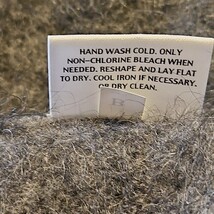 HAND WASH COLD. ONLY
NON-CHLORINE BLEACH WHEN
NEEDED. RESHAPE AND LAY FLAT
TO DRY. COOL IRON IF NECESSARY.
OR DRY CLEAN.